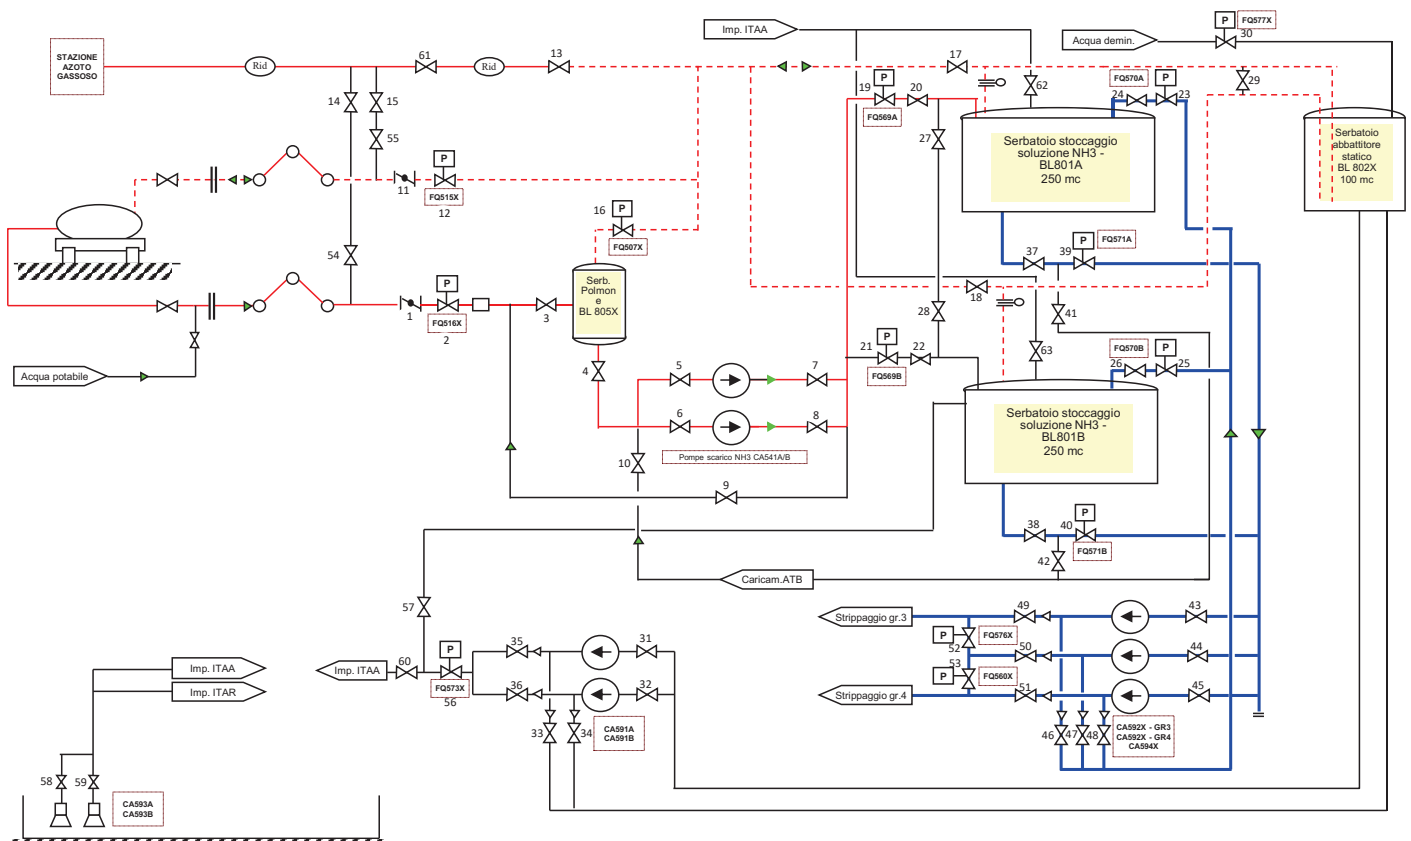 Imp. ITAA
P
FQ577X
30
Acqua demin.
STAZIONE
AZOTO
GASSOSO
Rid
61
Rid
13
17
29
14
15
55
19
P
20
FQ569A
62
FQ570A
P
24
23
27
Serbatoio stoccaggio
soluzione NH3 -
BL801A
250 mc
Serbatoio
abbattitore
statico
BL 802X
100 mc
P
11
FQ515X
12
16
P
FQ507X
54
37
39
P
FQ571A
Serb.
Polmon
e
BL 805X
P
1
FQ516X
2
3
18
28
41
Acqua potabile
4
5
7
21
P
22
FQ569B
63
FQ570B
P
26
25
6
8
Serbatoio stoccaggio
soluzione NH3 -
BL801B
250 mc
Pompe scarico NH3 CA541A/B
10
9
38
40
P
FQ571B
42
Caricam.ATB
57
Strippaggio gr.3
49
43
P
52
FQ576X
50
44
53
P
FQ560X
Strippaggio gr.4
51
45
46
47
48
CA592X - GR3
CA592X - GR4
CA594X
Imp. ITAA
Imp. ITAR
Imp. ITAA
60
P
FQ573X
56
35
31
36
32
33
34
CA591A
CA591B
58
59
CA593A
CA593B